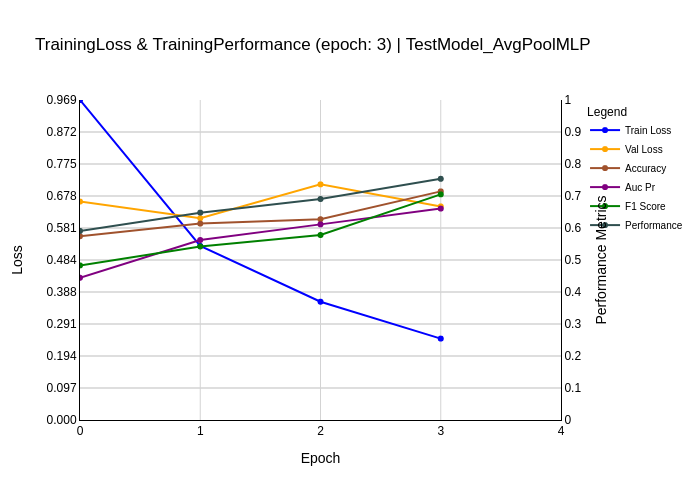 TrainingLoss & TrainingPerformance (epoch: 3) | TestModel_AvgPoolMLP
0.969
0.872
0.775
0.678
0.581
0.484
0.388
0.291
0.194
0.097
0.000
Loss
0
1
2
3
4
Epoch
1
0.9
0.8
0.7
0.6
0.5
0.4
0.3
0.2
0.1
0
Performance Metrics
Legend
Train Loss
Val Loss
Accuracy
Auc Pr
F1 Score
Performance